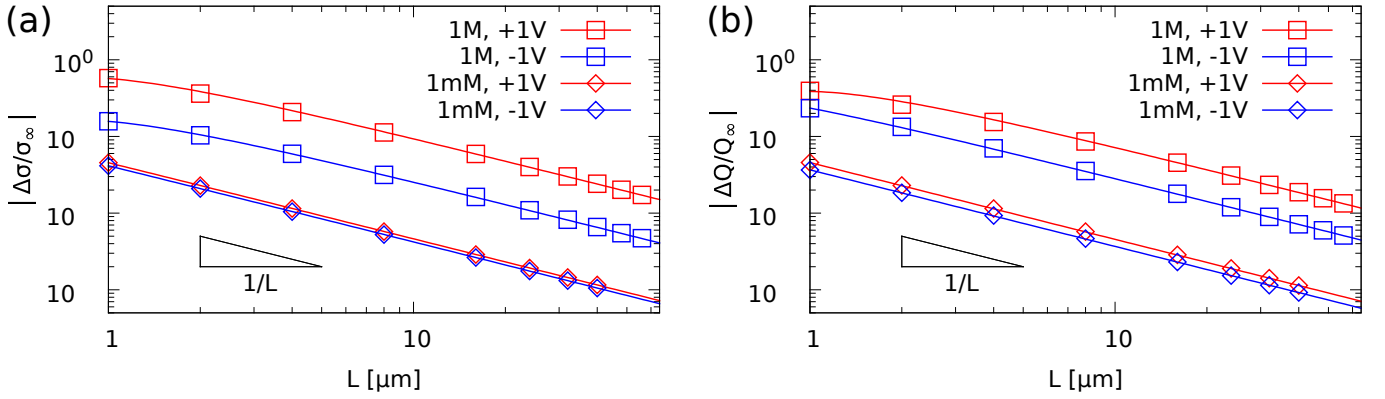 (a)
|Δσ/σ∞|
10⁰
10
10
10
1M, +1V
1M, -1V
1mM, +1V
1mM, -1V
1/L
1
10
L [μm]
(b)
|ΔQ/Q∞|
10⁰
10
10
10
1M, +1V
1M, -1V
1mM, +1V
1mM, -1V
1/L
1
10
L [μm]